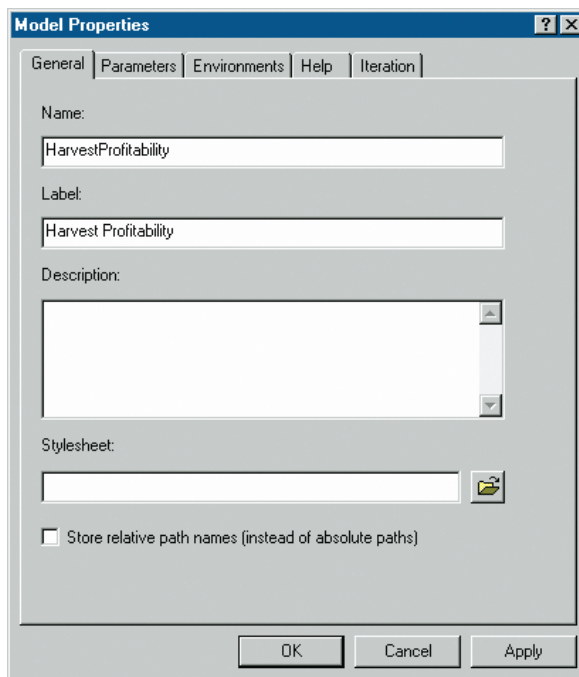 Model Properties
General Parameters Environments Help Iteration
Name:
HarvestProfitability
Label:
Harvest Profitability
Description:
Stylesheet:
Store relative path names (instead of absolute paths)
OK Cancel Apply